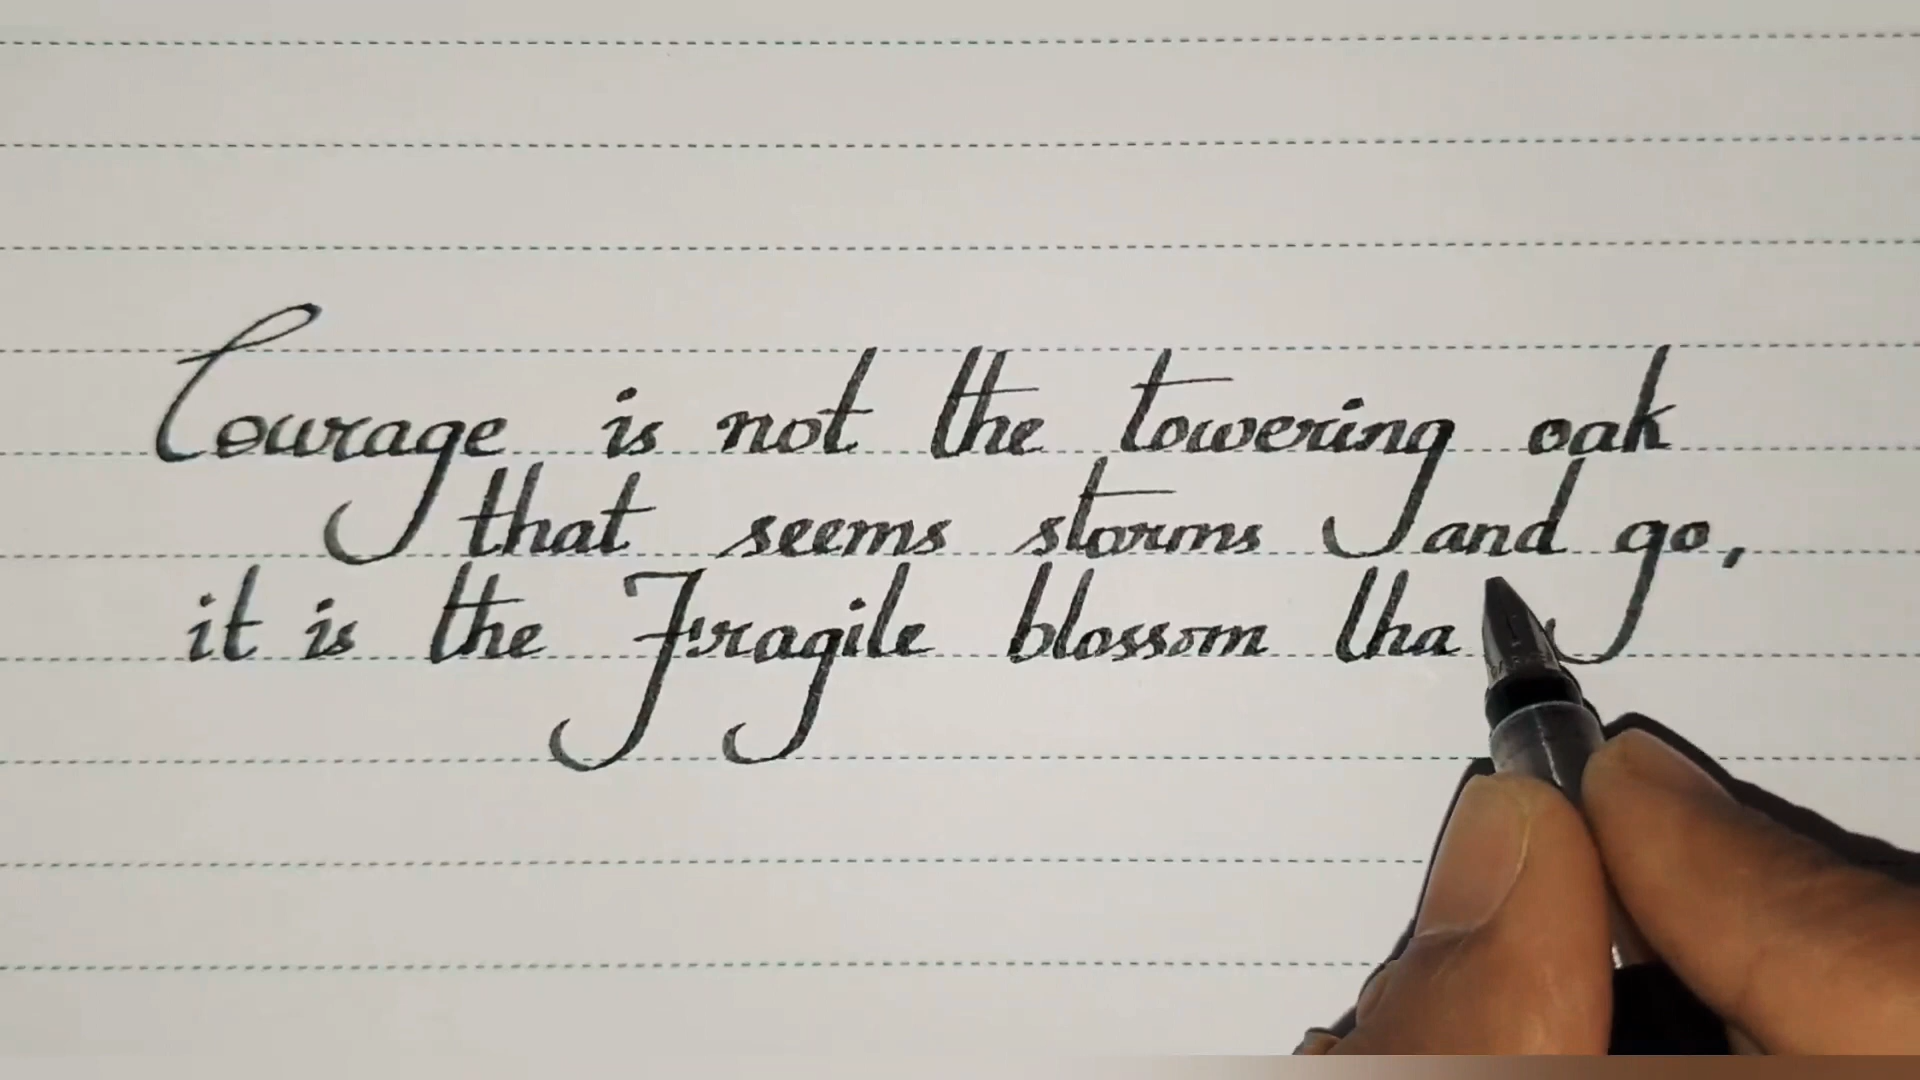 Courage is not the towering oak
that seems storms and go,
it is the Fragile blossom tha